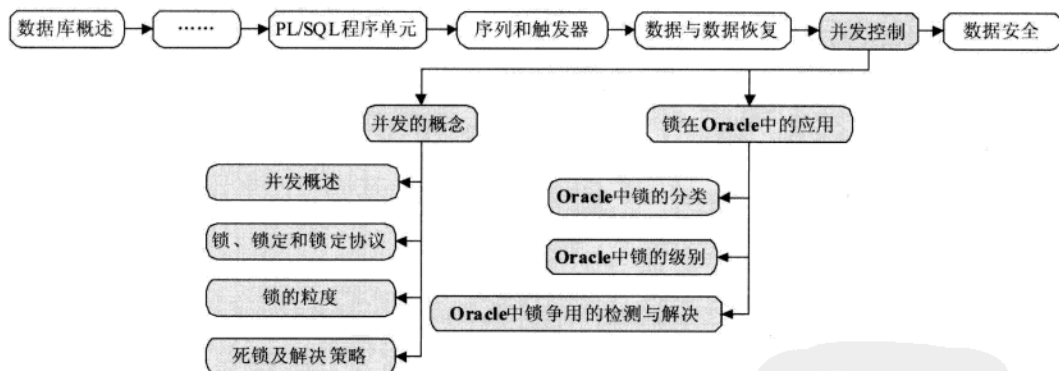 数据库概述
……
PL/SQL程序单元
序列和触发器
数据与数据恢复
并发控制
数据安全
并发的概念
锁在Oracle中的应用
并发概述
锁、锁定和锁定协议
锁的粒度
死锁及解决策略
Oracle中锁的分类
Oracle中锁的级别
Oracle中锁争用的检测与解决